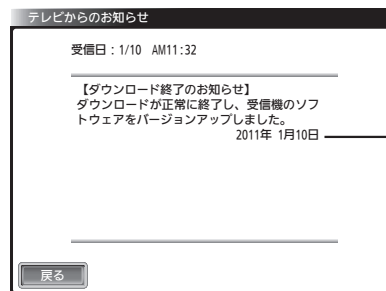 テレビからのお知らせ
受信日：1/10 AM11:32
【ダウンロード終了のお知らせ】
ダウンロードが正常に終了し、受信機のソフ
トウェアをバージョンアップしました。
2011年 1月10日
戻る